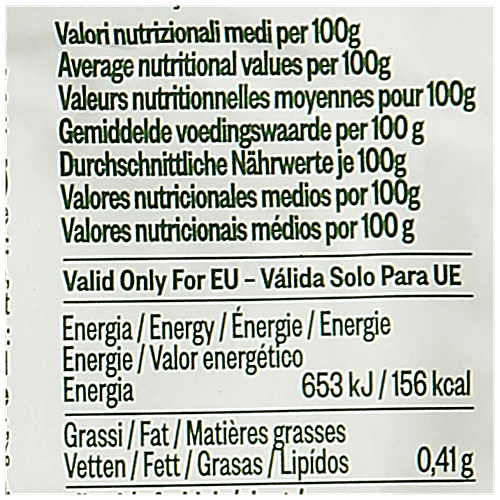 Valori nutrizionali medi per 100g
Average nutritional values per 100g
Valeurs nutritionnelles moyennes pour 100g
Gemiddelde voedingswaarde per 100 g
Durchschnittliche Nährwerte je 100g
Valores nutricionales medios por 100g
Valores nutricionais médios por 100 g
Valid Only For EU – Válida Solo Para UE
Energia / Energy / Énergie / Energie
Energie / Valor energético
Energia 653 kJ / 156 kcal
Grassi / Fat / Matières grasses
Vetten / Fett / Grasas / Lipídos 0,41 g